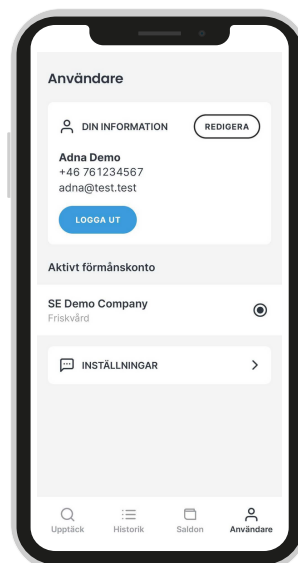 Användare
DIN INFORMATION
REDIGERA
Adna Demo
+46 761234567
adna@test.test
LOGGA UT
Aktivt förmånskonto
SE Demo Company
Friskvård
INSTÄLLNINGAR
Upptäck
Historik
Saldon
Användare